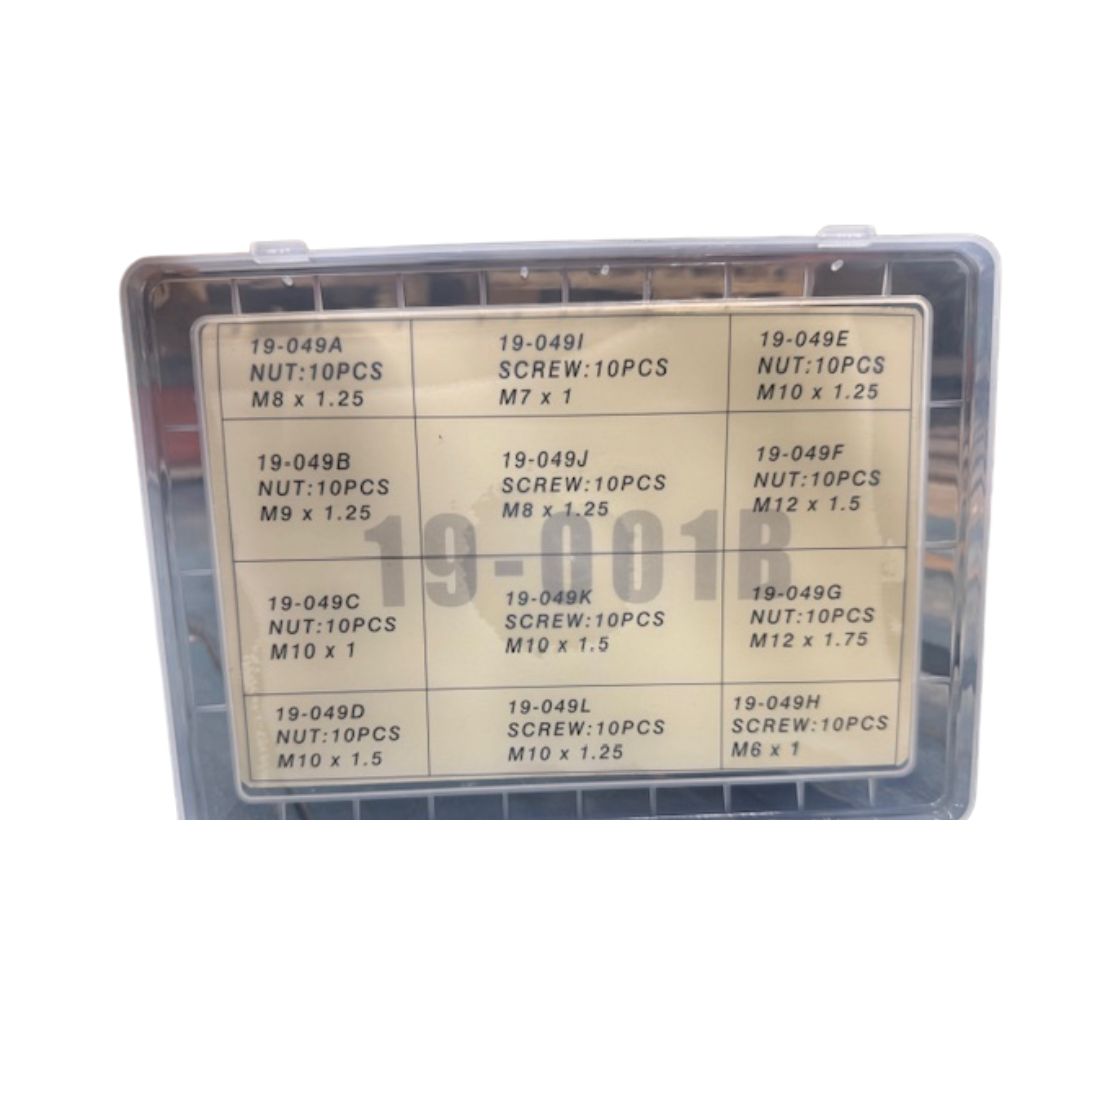 19-049A
NUT:10PCS
M8 x 1.25
19-049I
SCREW:10PCS
M7 x 1
19-049E
NUT:10PCS
M10 x 1.25
19-049B
NUT:10PCS
M9 x 1.25
19-049J
SCREW:10PCS
M8 x 1.25
19-049F
NUT:10PCS
M12 x 1.5
19-001B
19-049C
NUT:10PCS
M10 x 1
19-049K
SCREW:10PCS
M10 x 1.5
19-049G
NUT:10PCS
M12 x 1.75
19-049D
NUT:10PCS
M10 x 1.5
19-049L
SCREW:10PCS
M10 x 1.25
19-049H
SCREW:10PCS
M6 x 1